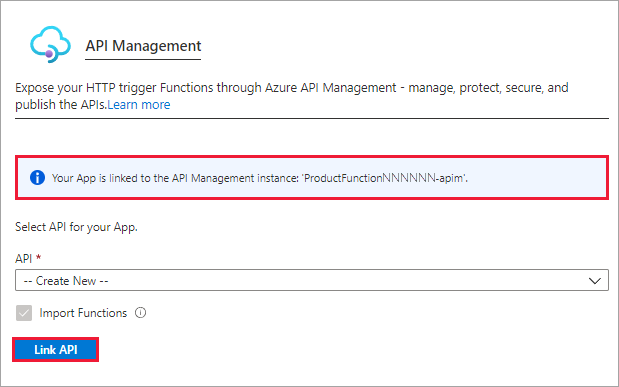 API Management
Expose your HTTP trigger Functions through Azure API Management - manage, protect, secure, and
publish the APIs.Learn more
Your App is linked to the API Management instance: 'ProductFunctionNNNNNN-apim'.
Select API for your App.
API *
-- Create New --
Import Functions
Link API